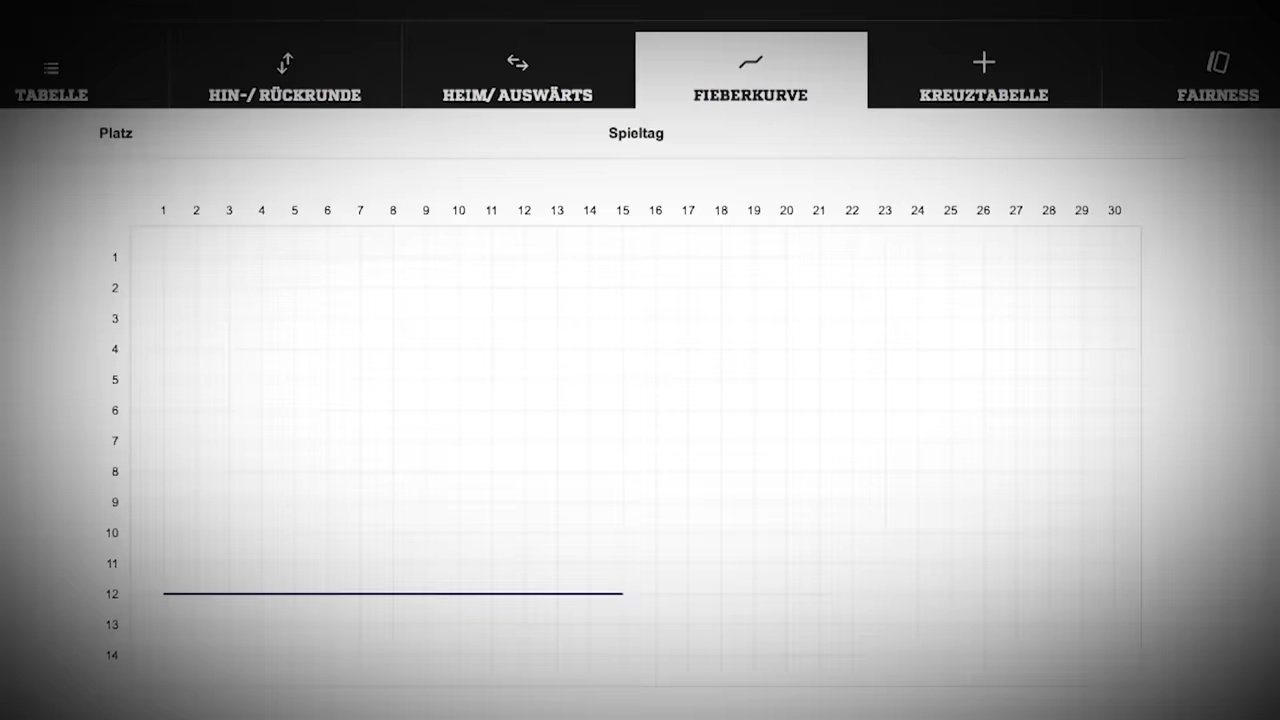 TABELLE
HIN-/ RÜCKRUNDE
HEIM/ AUSWÄRTS
FIEBERKURVE
KREUZTABELLE
FAIRNESS
Platz
Spieltag
1 2 3 4 5 6 7 8 9 10 11 12 13 14 15 16 17 18 19 20 21 22 23 24 25 26 27 28 29 30
1
2
3
4
5
6
7
8
9
10
11
12
13
14